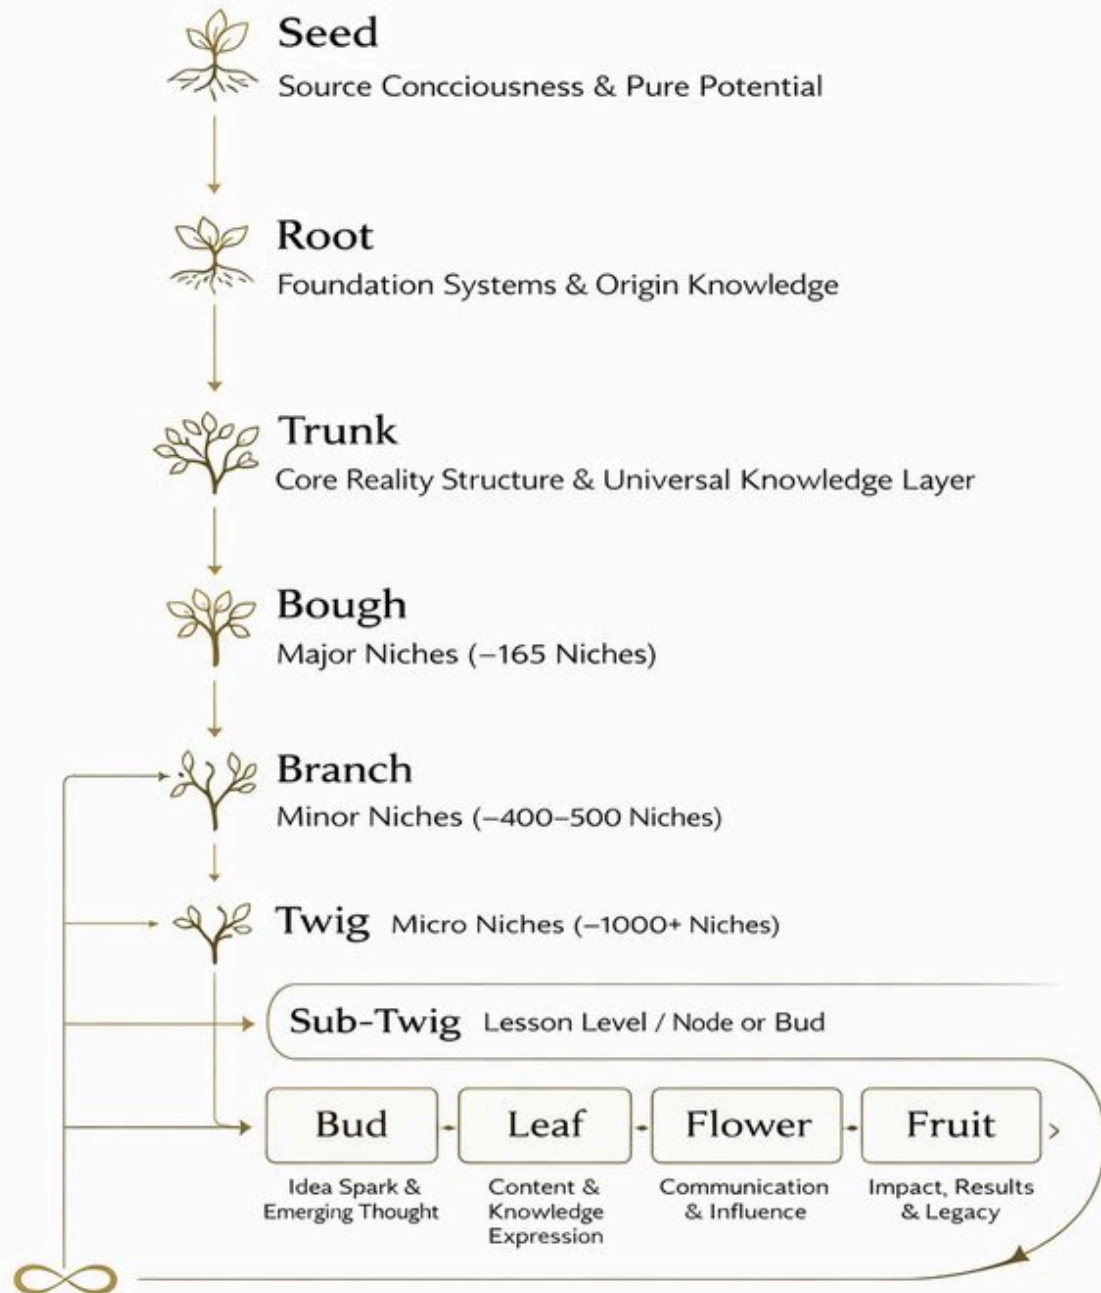 Seed
Source Concciousness & Pure Potential
Root
Foundation Systems & Origin Knowledge
Trunk
Core Reality Structure & Universal Knowledge Layer
Bough
Major Niches (–165 Niches)
Branch
Minor Niches (–400–500 Niches)
Twig Micro Niches (–1000+ Niches)
Sub-Twig Lesson Level / Node or Bud
Bud Leaf Flower Fruit
Idea Spark & Content & Communication Impact, Results
Emerging Thought Knowledge & Influence & Legacy
Expression